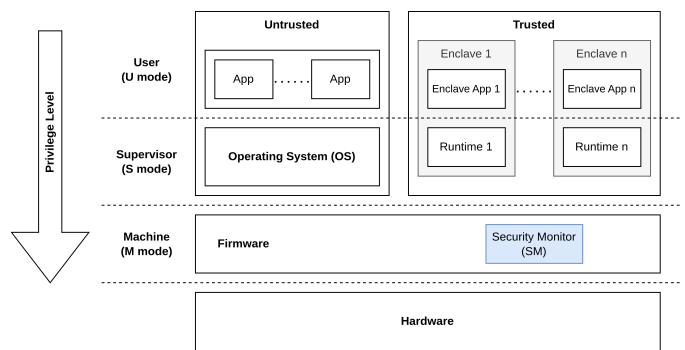 Untrusted
Trusted
Privilege Level
User
(U mode)
App
......
App
Enclave 1
Enclave n
Enclave App 1
......
Enclave App n
Supervisor
(S mode)
Operating System (OS)
Runtime 1
Runtime n
Machine
(M mode)
Firmware
Security Monitor
(SM)
Hardware